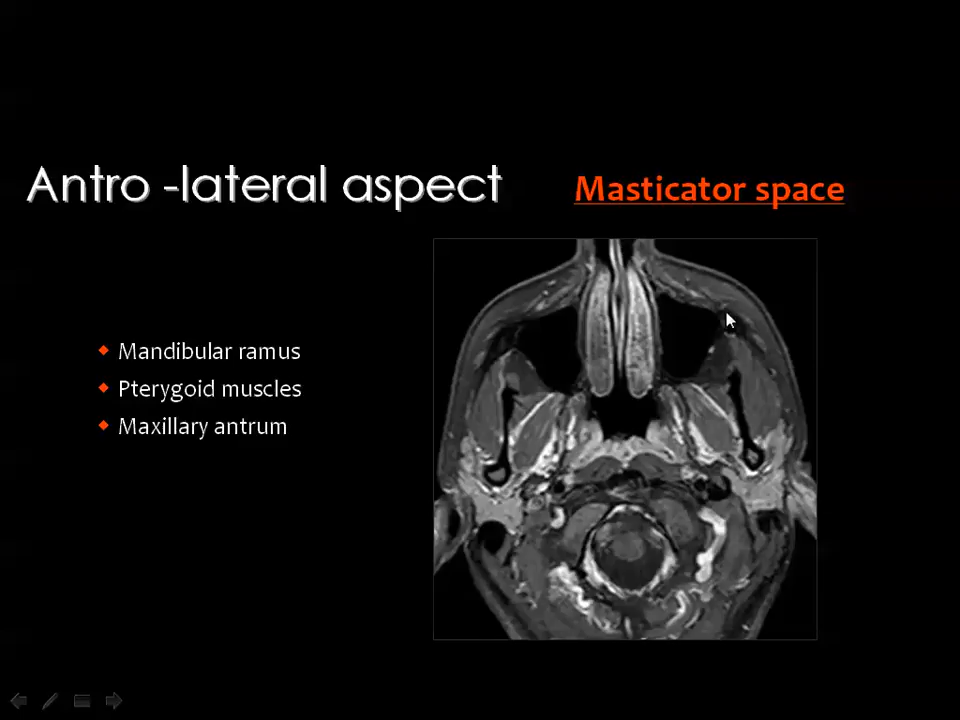 Antro -lateral aspect
Masticator space
Mandibular ramus
Pterygoid muscles
Maxillary antrum